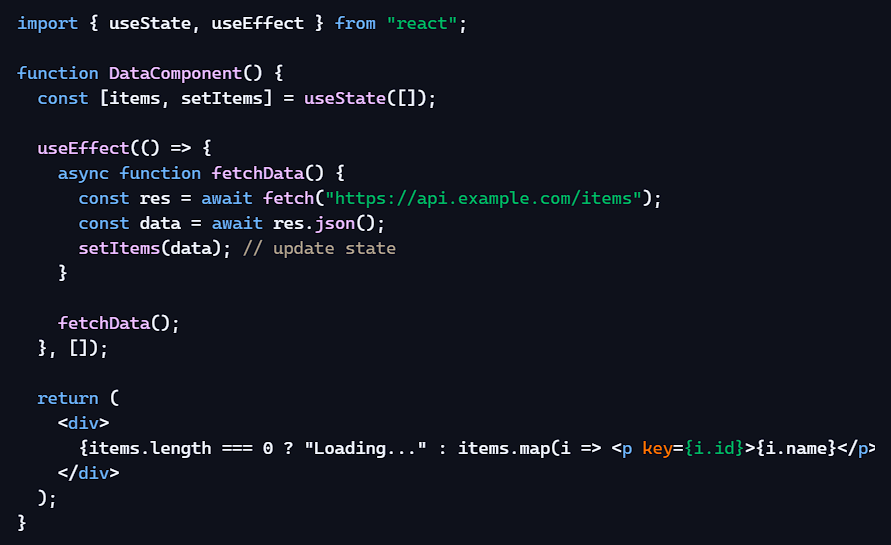 import { useState, useEffect } from "react";

function DataComponent() {
  const [items, setItems] = useState([]);

  useEffect(() => {
    async function fetchData() {
      const res = await fetch("https://api.example.com/items");
      const data = await res.json();
      setItems(data); // update state
    }

    fetchData();
  }, []);

  return (
    <div>
      {items.length === 0 ? "Loading..." : items.map(i => <p key={i.id}>{i.name}</p>
    </div>
  );
}